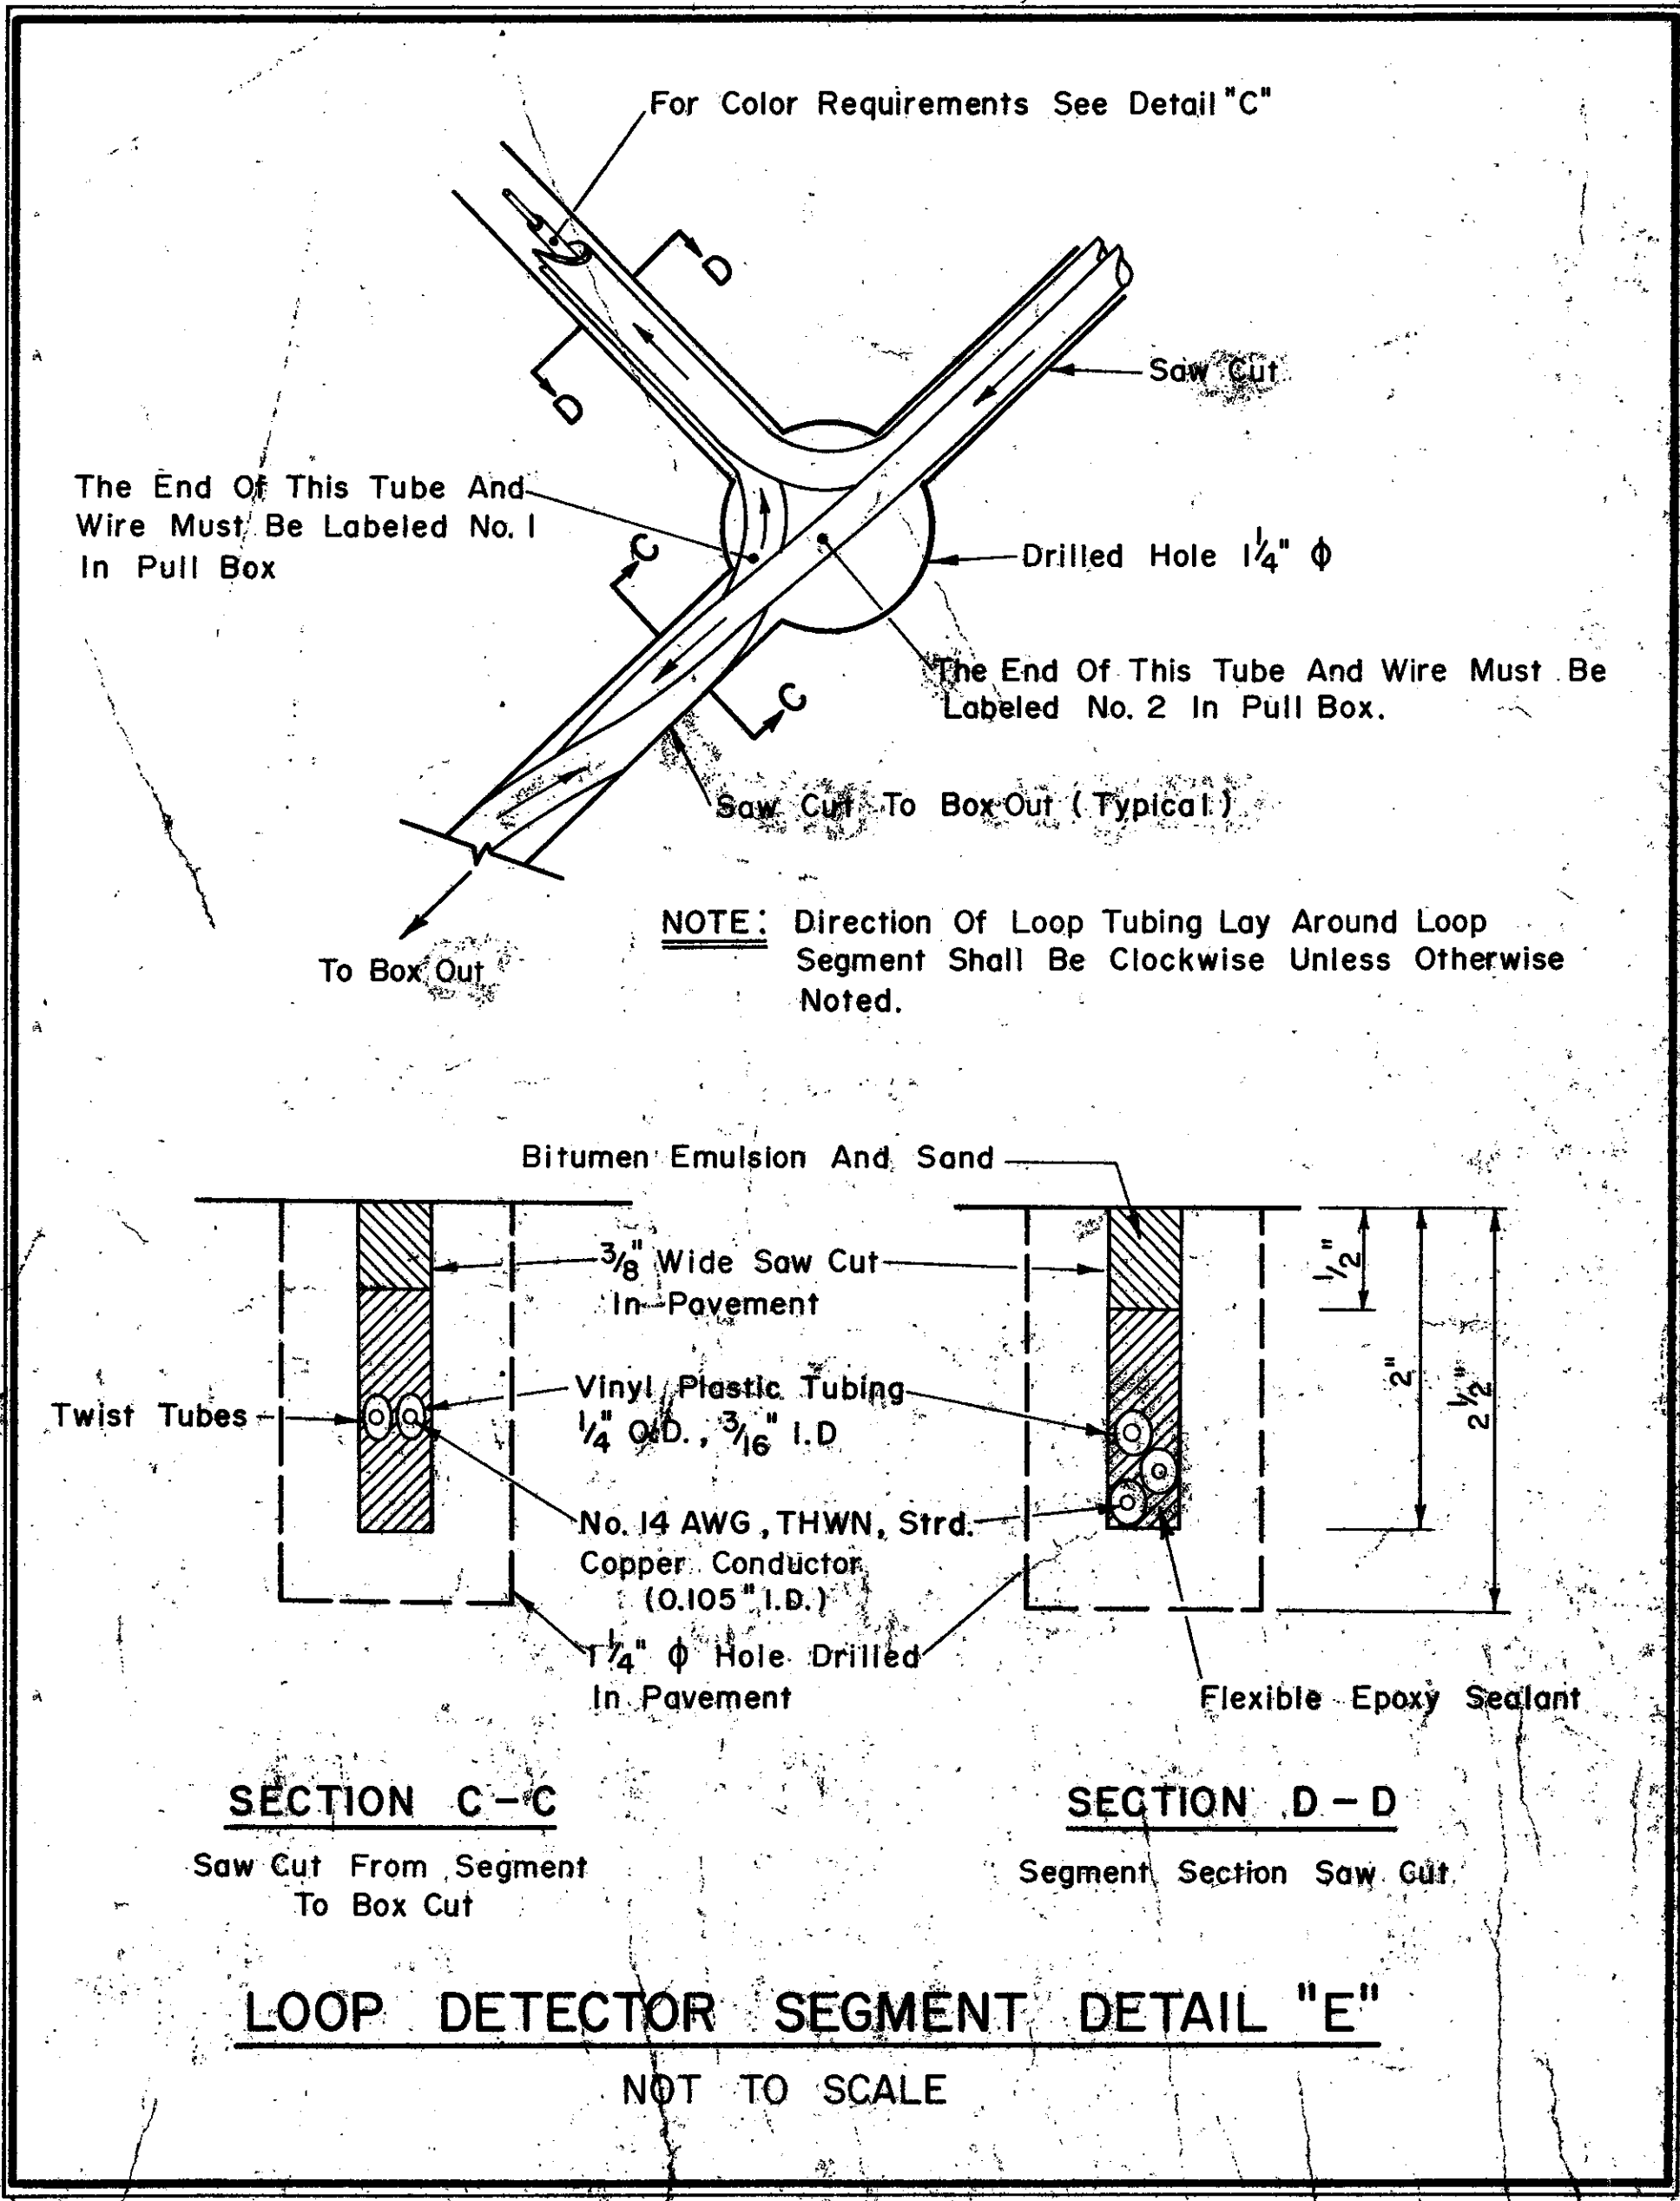 For Color Requirements See Detail "C"
D
D
Saw Cut
The End Of This Tube And
Wire Must Be Labeled No. 1
In Pull Box
C
Drilled Hole 1 1/4" ϕ
The End Of This Tube And Wire Must Be
Labeled No. 2 In Pull Box.
C
Saw Cut To Box Out (Typical)
To Box Out
NOTE: Direction Of Loop Tubing Lay Around Loop
Segment Shall Be Clockwise Unless Otherwise
Noted.
Bitumen Emulsion And Sand
3/8" Wide Saw Cut
In Pavement
1/2"
2"
2 1/2"
Vinyl Plastic Tubing
1/4" O.D., 3/16" I.D
Twist Tubes
No. 14 AWG, THWN, Strd.
Copper Conductor
(0.105" I.D.)
1 1/4" ϕ Hole Drilled
In Pavement
Flexible Epoxy Sealant
SECTION C-C
Saw Cut From Segment
To Box Cut
SECTION D-D
Segment Section Saw Cut
LOOP DETECTOR SEGMENT DETAIL "E"
NOT TO SCALE